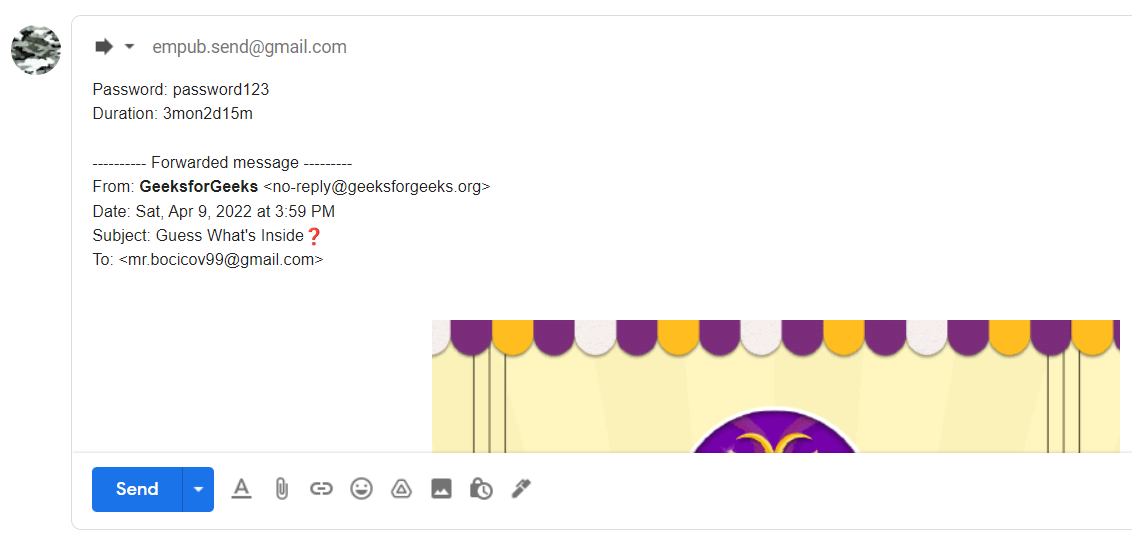 empub.send@gmail.com
Password: password123
Duration: 3mon2d15m
---------- Forwarded message ---------
From: GeeksforGeeks <no-reply@geeksforgeeks.org>
Date: Sat, Apr 9, 2022 at 3:59 PM
Subject: Guess What's Inside❓
To: <mr.bocicov99@gmail.com>
Send